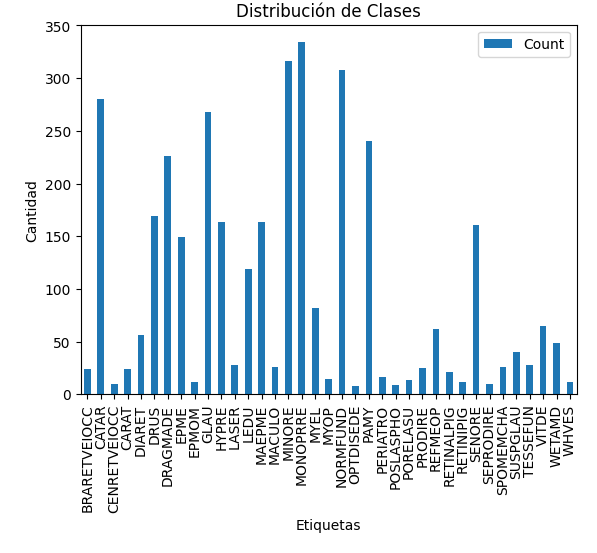 Distribución de Clases
Count
Cantidad
350
300
250
200
150
100
50
0
BRARETVEIOCC
CATAR
CENRETVEIOCC
CARAT
DIARET
DRUS
DRAGMADE
EPME
EPMOM
GLAU
HYPRE
LASER
LEDU
MAEPME
MACULO
MINORE
MONOPRRE
MYEL
MYOP
NORMFUND
OPTDISEDE
PAMY
PERIATRO
POSLASPHO
PORELASU
PRODIRE
REFMEOP
RETINALPIG
RETINIPIG
SENORE
SEPRODIRE
SPOMEMCHA
SUSPGLAU
TESSEFUN
VITDE
WETAMD
WHVES
Etiquetas